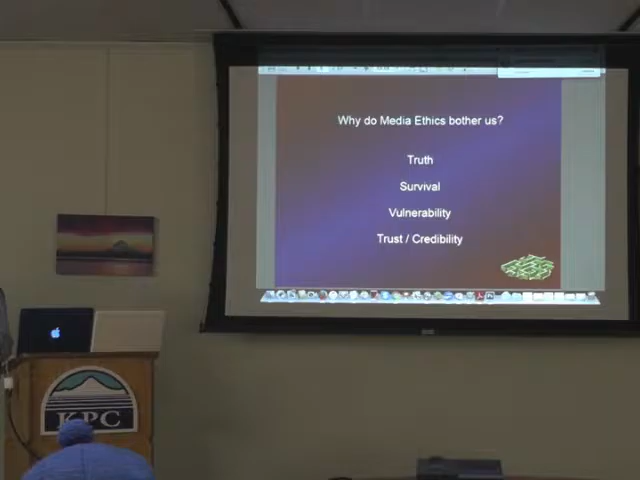 Why do Media Ethics bother us?
Truth
Survival
Vulnerability
Trust / Credibility
KPC